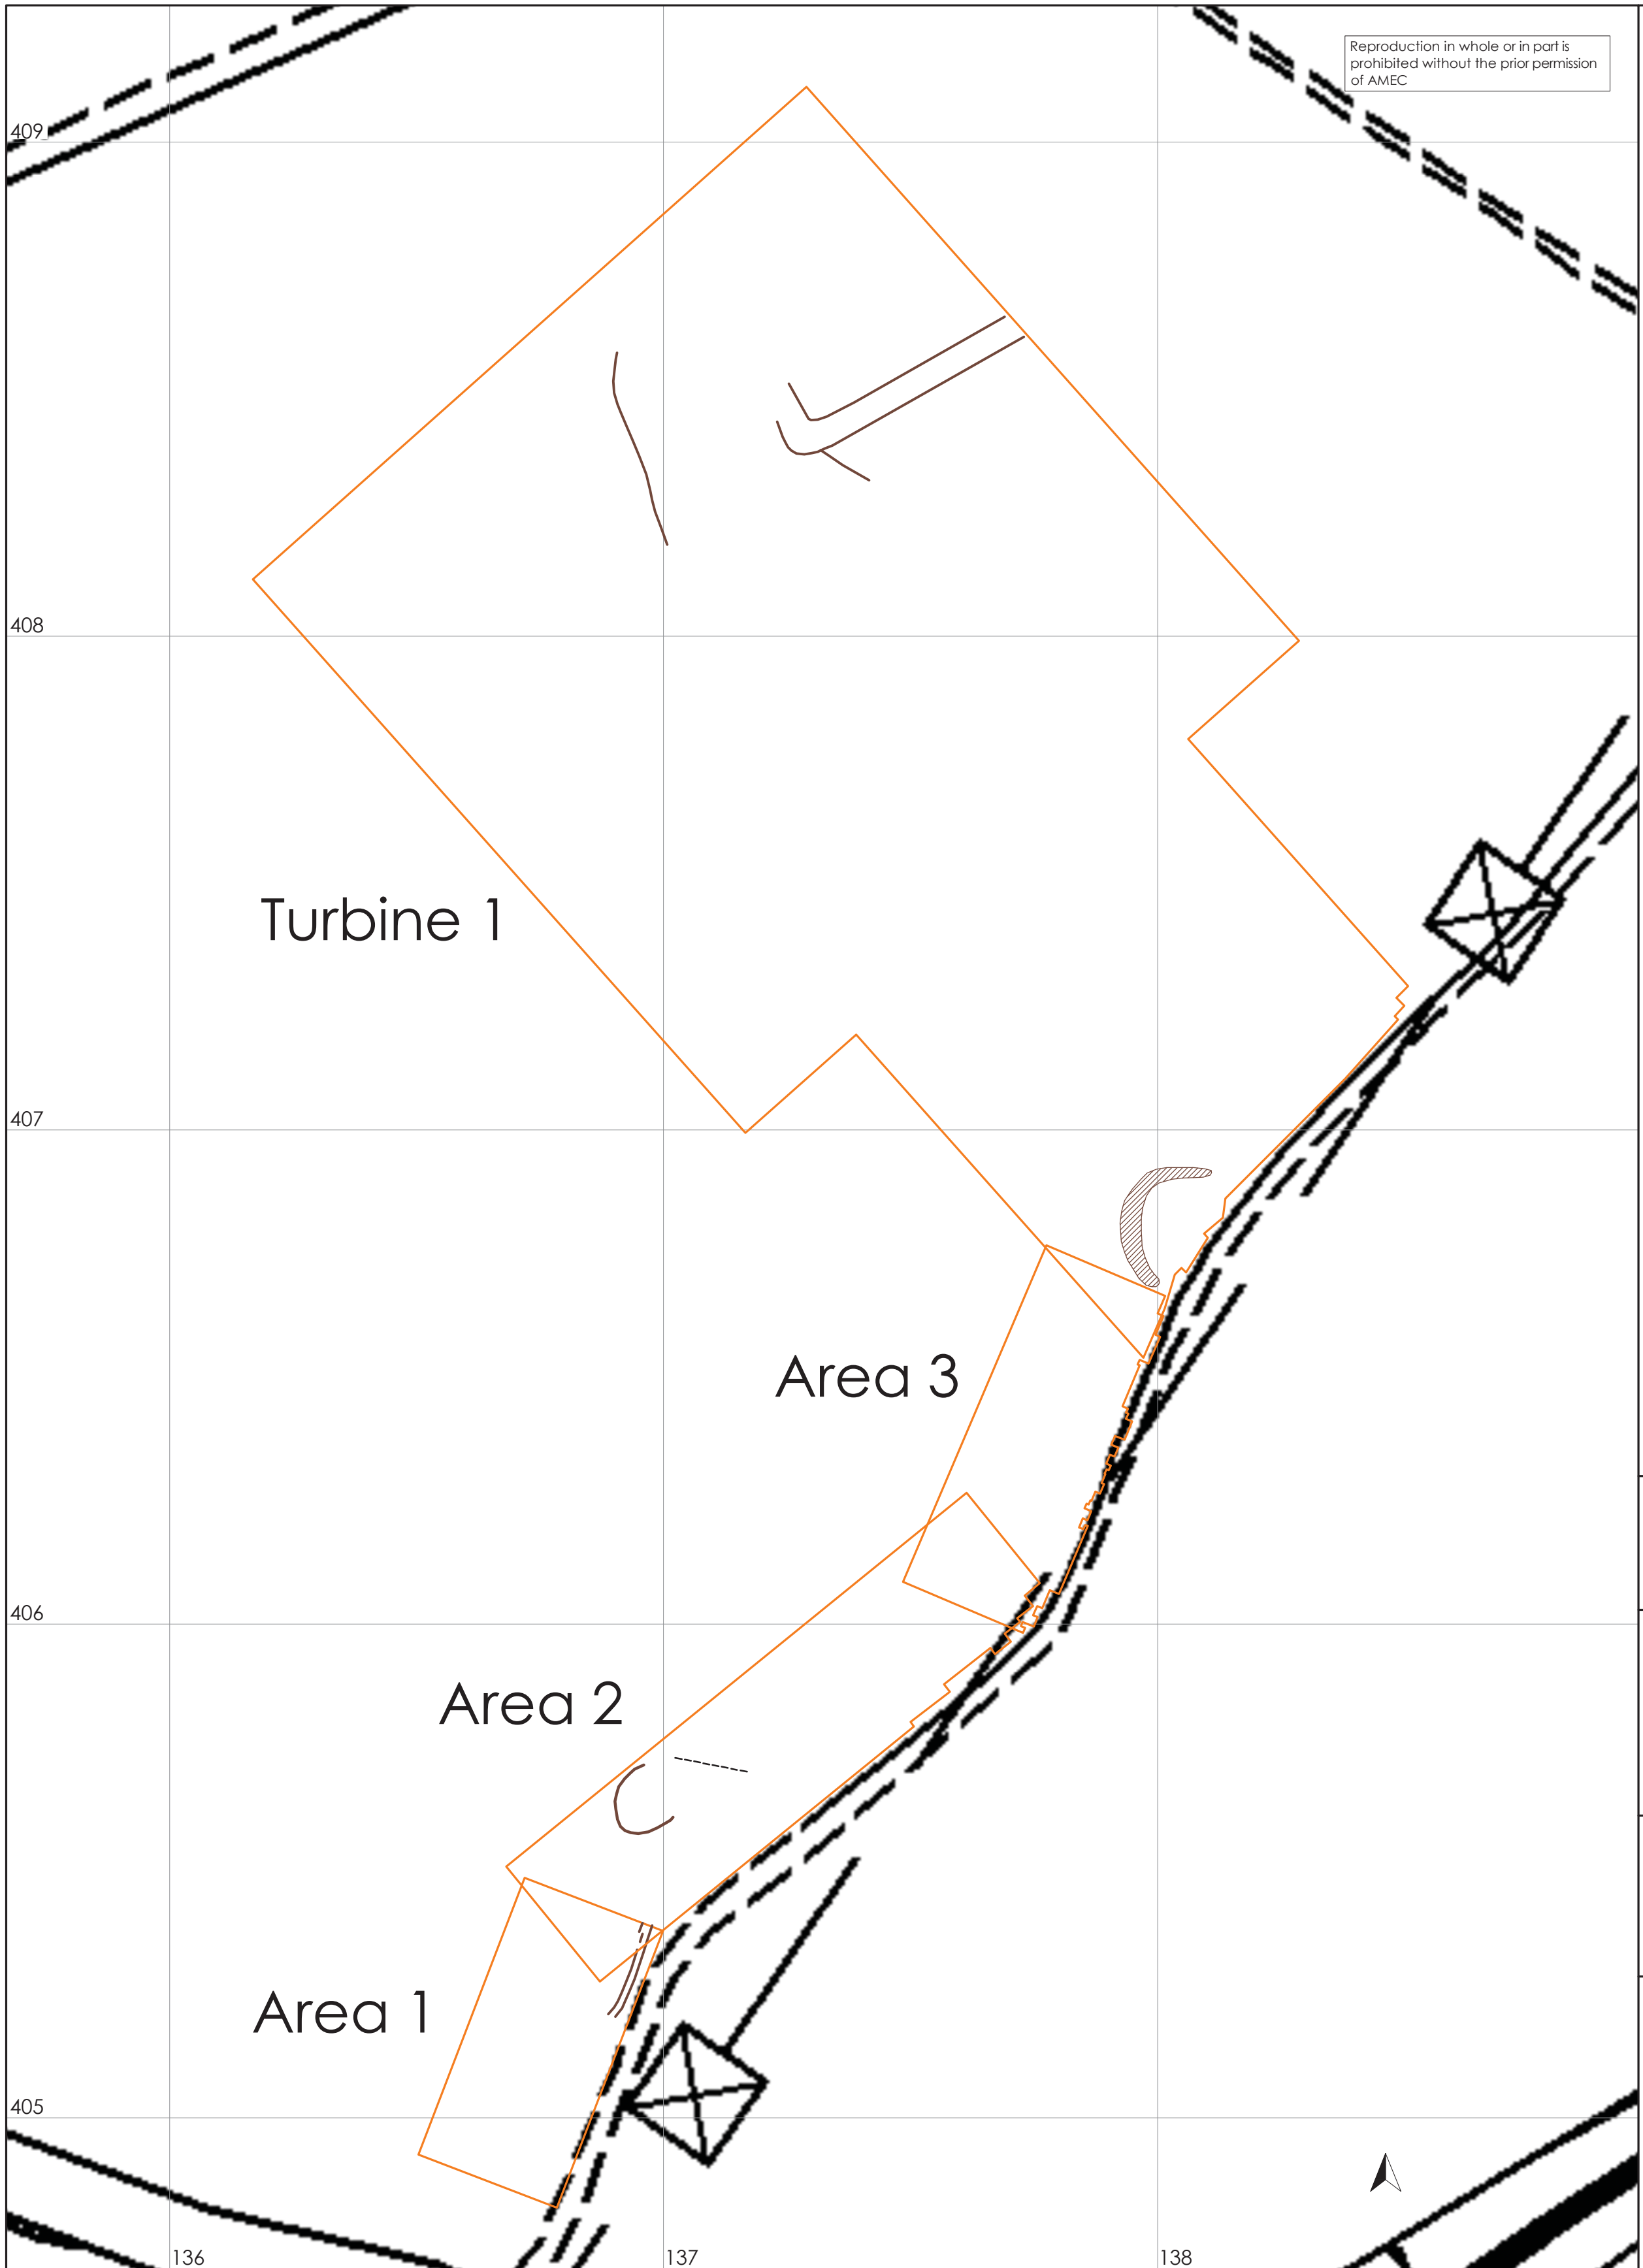 Reproduction in whole or in part is
prohibited without the prior permission
of AMEC
409
408
Turbine 1
407
Area 3
406
Area 2
Area 1
405
136
137
138